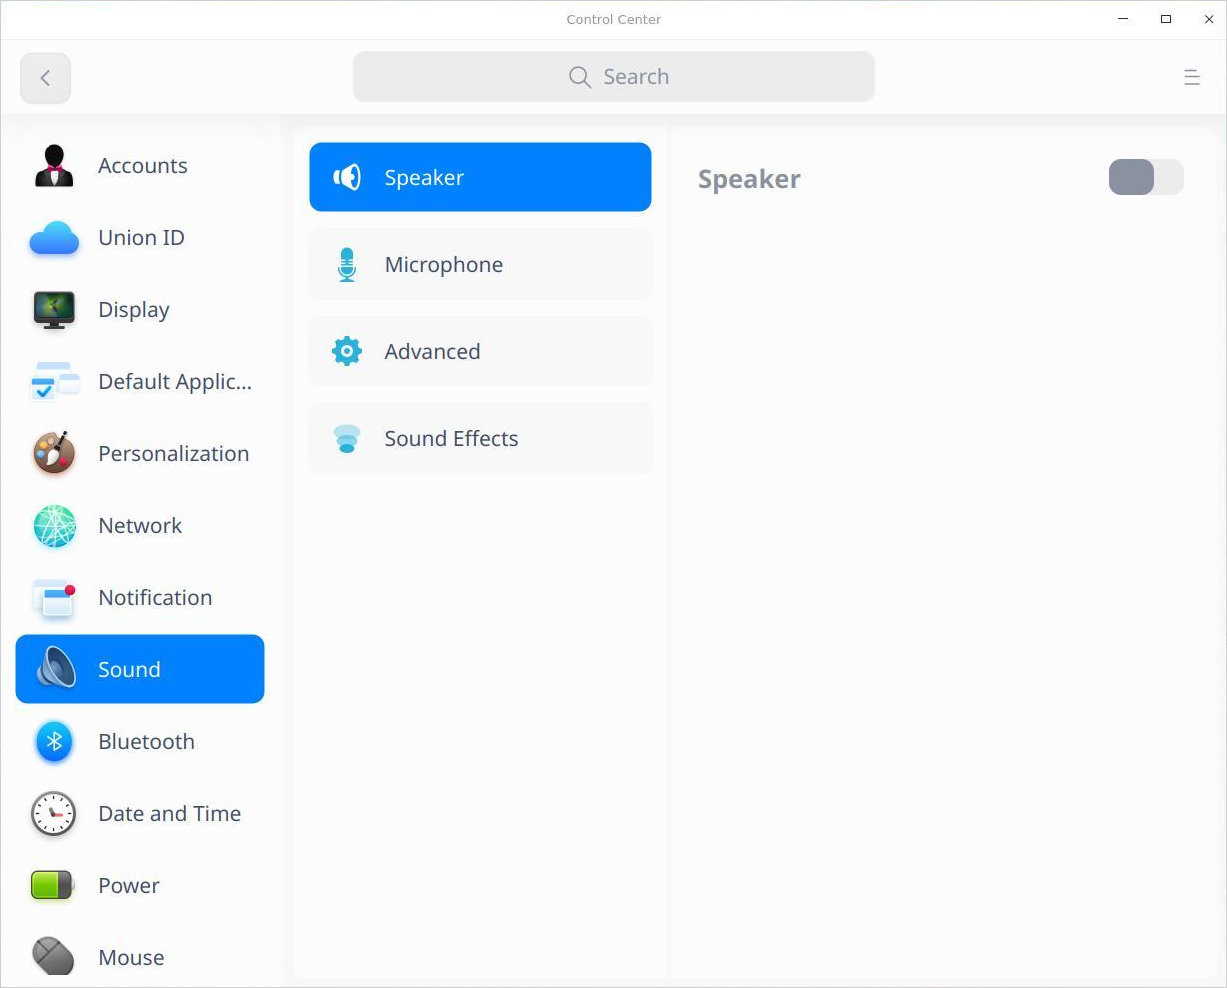 Control Center
Search
Accounts
Union ID
Display
Default Applic...
Personalization
Network
Notification
Sound
Bluetooth
Date and Time
Power
Mouse
Speaker
Microphone
Advanced
Sound Effects
Speaker